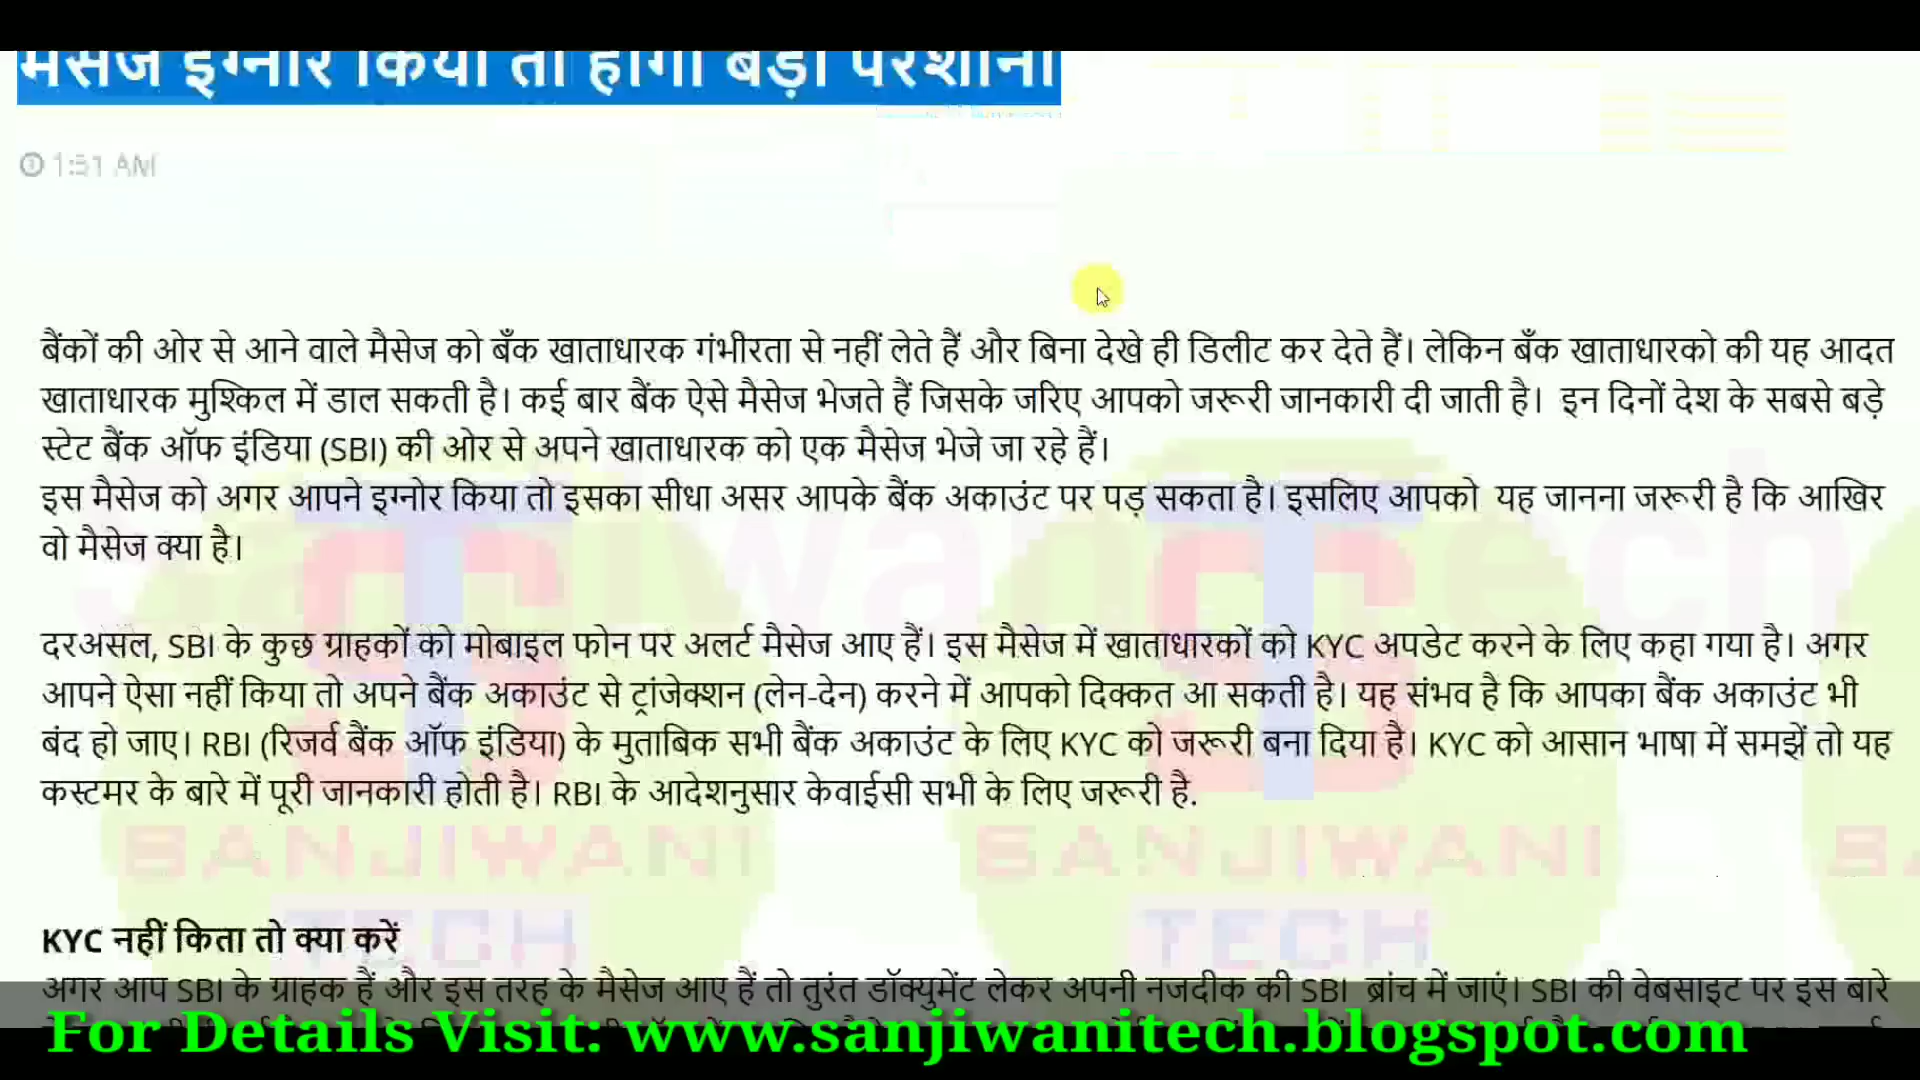 मैसेज इग्नोर किया तो होगी बड़ी परेशानी
1:51 AM
बैंकों की ओर से आने वाले मैसेज को बैँक खाताधारक गंभीरता से नहीं लेते हैं और बिना देखे ही डिलीट कर देते हैं। लेकिन बैँक खाताधारको की यह आदत
खाताधारक मुश्किल में डाल सकती है। कई बार बैंक ऐसे मैसेज भेजते हैं जिसके जरिए आपको जरूरी जानकारी दी जाती है। इन दिनों देश के सबसे बड़े
स्टेट बैंक ऑफ इंडिया (SBI) की ओर से अपने खाताधारक को एक मैसेज भेजे जा रहे हैं।
इस मैसेज को अगर आपने इग्नोर किया तो इसका सीधा असर आपके बैंक अकाउंट पर पड़ सकता है। इसलिए आपको यह जानना जरूरी है कि आखिर
वो मैसेज क्या है।
दरअसल, SBI के कुछ ग्राहकों को मोबाइल फोन पर अलर्ट मैसेज आए हैं। इस मैसेज में खाताधारकों को KYC अपडेट करने के लिए कहा गया है। अगर
आपने ऐसा नहीं किया तो अपने बैंक अकाउंट से ट्रांजेक्शन (लेन-देन) करने में आपको दिक्कत आ सकती है। यह संभव है कि आपका बैंक अकाउंट भी
बंद हो जाए। RBI (रिजर्व बैंक ऑफ इंडिया) के मुताबिक सभी बैंक अकाउंट के लिए KYC को जरूरी बना दिया है। KYC को आसान भाषा में समझें तो यह
कस्टमर के बारे में पूरी जानकारी होती है। RBI के आदेशनुसार केवाईसी सभी के लिए जरूरी है.
SANJIWANI SANJIWANI
TECH TECH
KYC नहीं किता तो क्या करें
अगर आप SBI के ग्राहक हैं और इस तरह के मैसेज आए हैं तो तुरंत डॉक्युमेंट लेकर अपनी नजदीक की SBI ब्रांच में जाएं। SBI की वेबसाइट पर इस बारे
For Details Visit: www.sanjiwanitech.blogspot.com